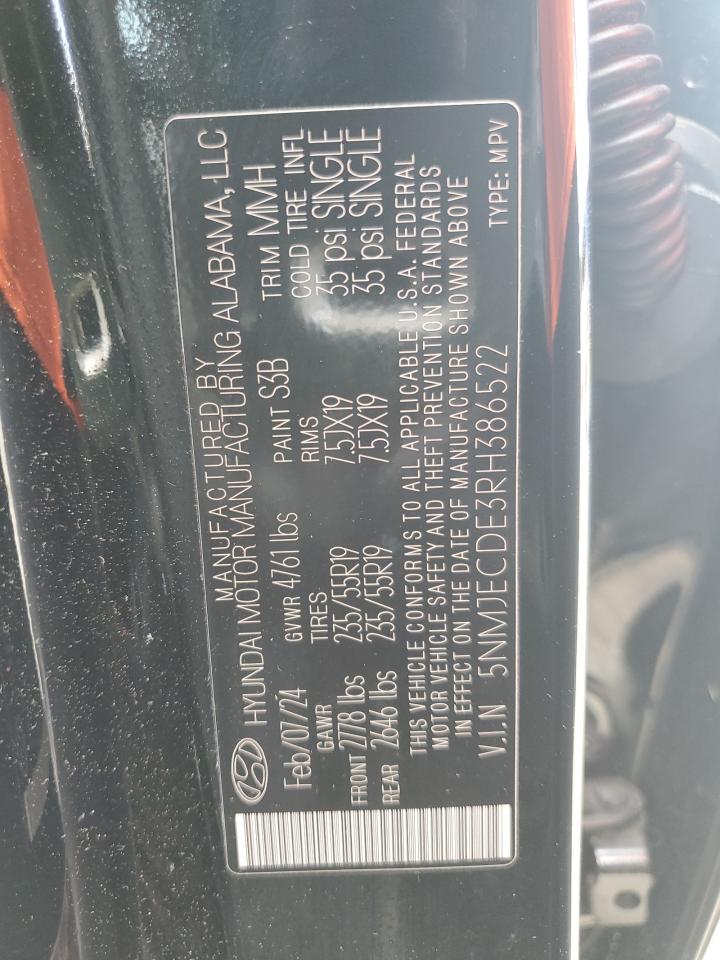 MANUFACTURED BY
HYUNDAI MOTOR MANUFACTURING ALABAMA, LLC
Feb/07/24 GVWR 4761 lbs PAINT S3B TRIM MMH
GAWR TIRES RIMS COLD TIRE INFL
FRONT 2778 lbs 235/55R19 7.5JX19 35 psi SINGLE
REAR 2646 lbs 235/55R19 7.5JX19 35 psi SINGLE
THIS VEHICLE CONFORMS TO ALL APPLICABLE U.S.A. FEDERAL
MOTOR VEHICLE SAFETY AND THEFT PREVENTION STANDARDS
IN EFFECT ON THE DATE OF MANUFACTURE SHOWN ABOVE
V.I.N 5NMJECDE3RH386522 TYPE: MPV